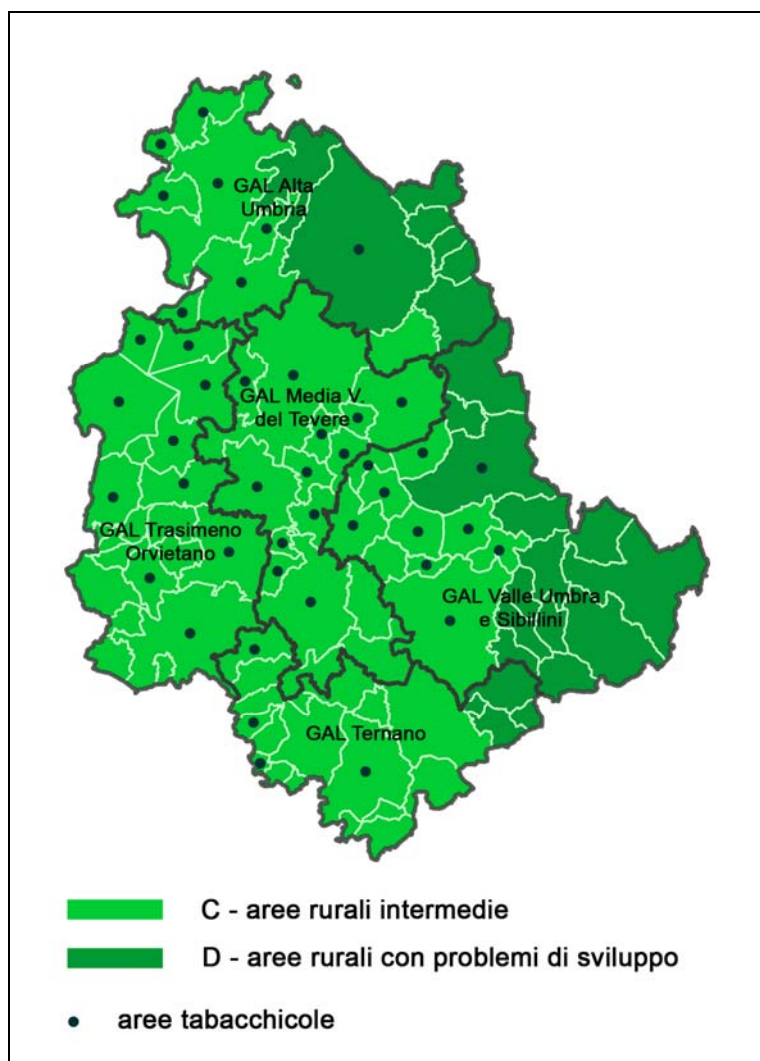 GAL Alta
Umbria
GAL Media V.
del Tevere
GAL Trasimeno
Orvietano
GAL Valle Umbra
e Sibillini
GAL Ternano
C - aree rurali intermedie
D - aree rurali con problemi di sviluppo
aree tabacchicole